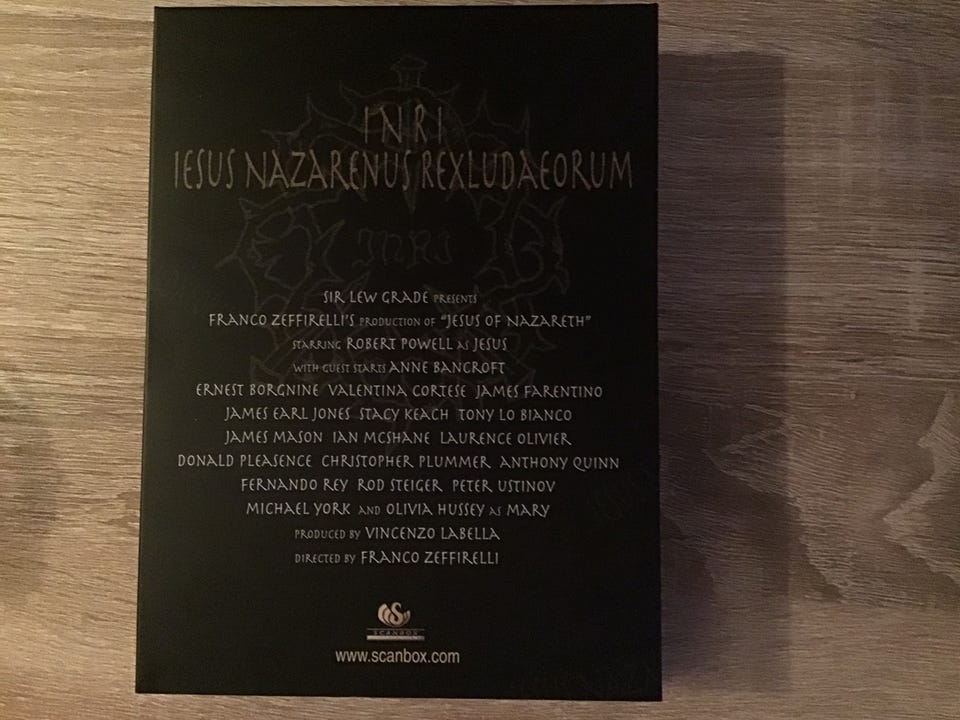 INRI
IESUS NAZARENUS REXLUDAEORUM
INRI
SIR LEW GRADE PRESENTS
FRANCO ZEFFIRELLI'S PRODUCTION OF "JESUS OF NAZARETH"
STARRING ROBERT POWELL AS JESUS
WITH GUEST STARTS ANNE BANCROFT
ERNEST BORGNINE VALENTINA CORTESE JAMES FARENTINO
JAMES EARL JONES STACY KEACH TONY LO BIANCO
JAMES MASON IAN MCSHANE LAURENCE OLIVIER
DONALD PLEASENCE CHRISTOPHER PLUMMER ANTHONY QUINN
FERNANDO REY ROD STEIGER PETER USTINOV
MICHAEL YORK AND OLIVIA HUSSEY AS MARY
PRODUCED BY VINCENZO LABELLA
DIRECTED BY FRANCO ZEFFIRELLI
S
SCANBOX
www.scanbox.com